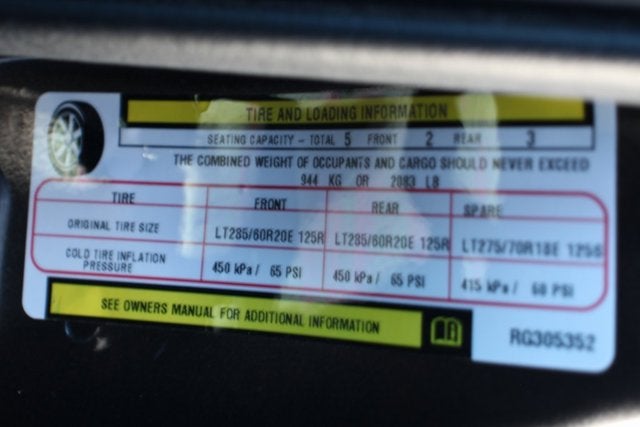 TIRE AND LOADING INFORMATION
SEATING CAPACITY - TOTAL 5 FRONT 2 REAR 3
THE COMBINED WEIGHT OF OCCUPANTS AND CARGO SHOULD NEVER EXCEED
944 KG OR 2083 LB
TIRE FRONT REAR SPARE
ORIGINAL TIRE SIZE LT285/60R20E 125R LT285/60R20E 125R LT275/70R18E 125S
COLD TIRE INFLATION
PRESSURE 450 kPa / 65 PSI 450 kPa / 65 PSI 415 kPa / 60 PSI
SEE OWNERS MANUAL FOR ADDITIONAL INFORMATION
RG305352